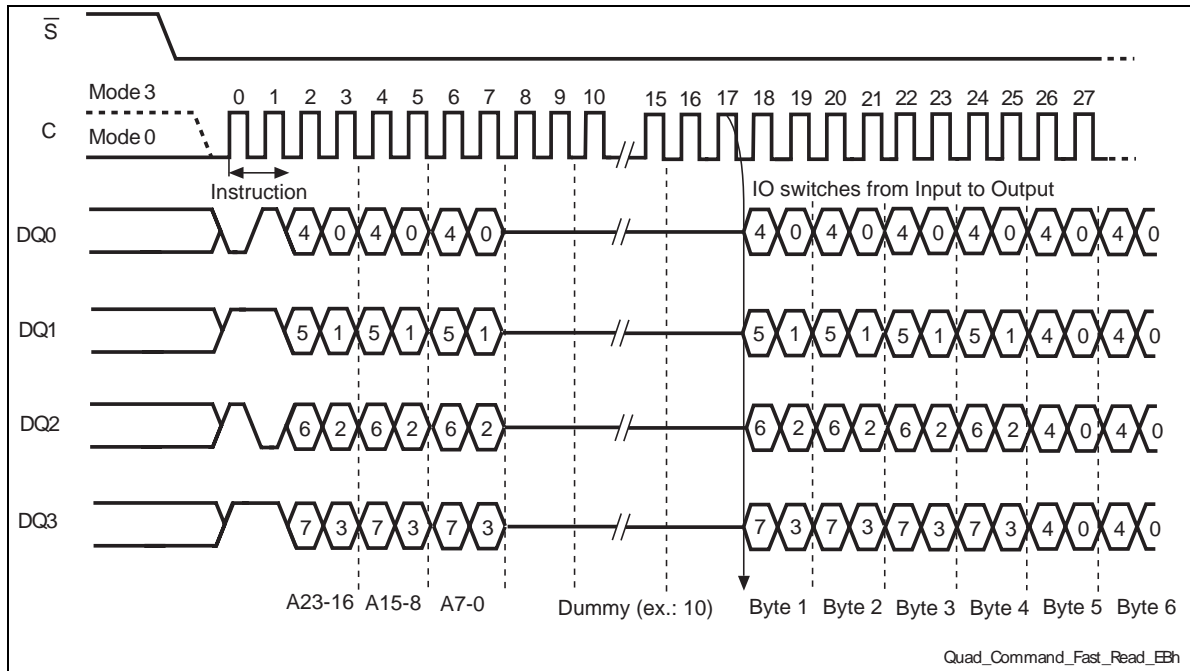 S
Mode 3
0 1 2 3 4 5 6 7 8 9 10 15 16 17 18 19 20 21 22 23 24 25 26 27
C
Mode 0
Instruction
IO switches from Input to Output
DQ0
4 0 4 0 4 0 4 0 4 0 4 0 4 0 4 0 4 0
DQ1
5 1 5 1 5 1 5 1 5 1 5 1 5 1 4 0 4 0
DQ2
6 2 6 2 6 2 6 2 6 2 6 2 6 2 4 0 4 0
DQ3
7 3 7 3 7 3 7 3 7 3 7 3 7 3 4 0 4 0
A23-16 A15-8 A7-0 Dummy (ex.: 10) Byte 1 Byte 2 Byte 3 Byte 4 Byte 5 Byte 6
Quad_Command_Fast_Read_EBh